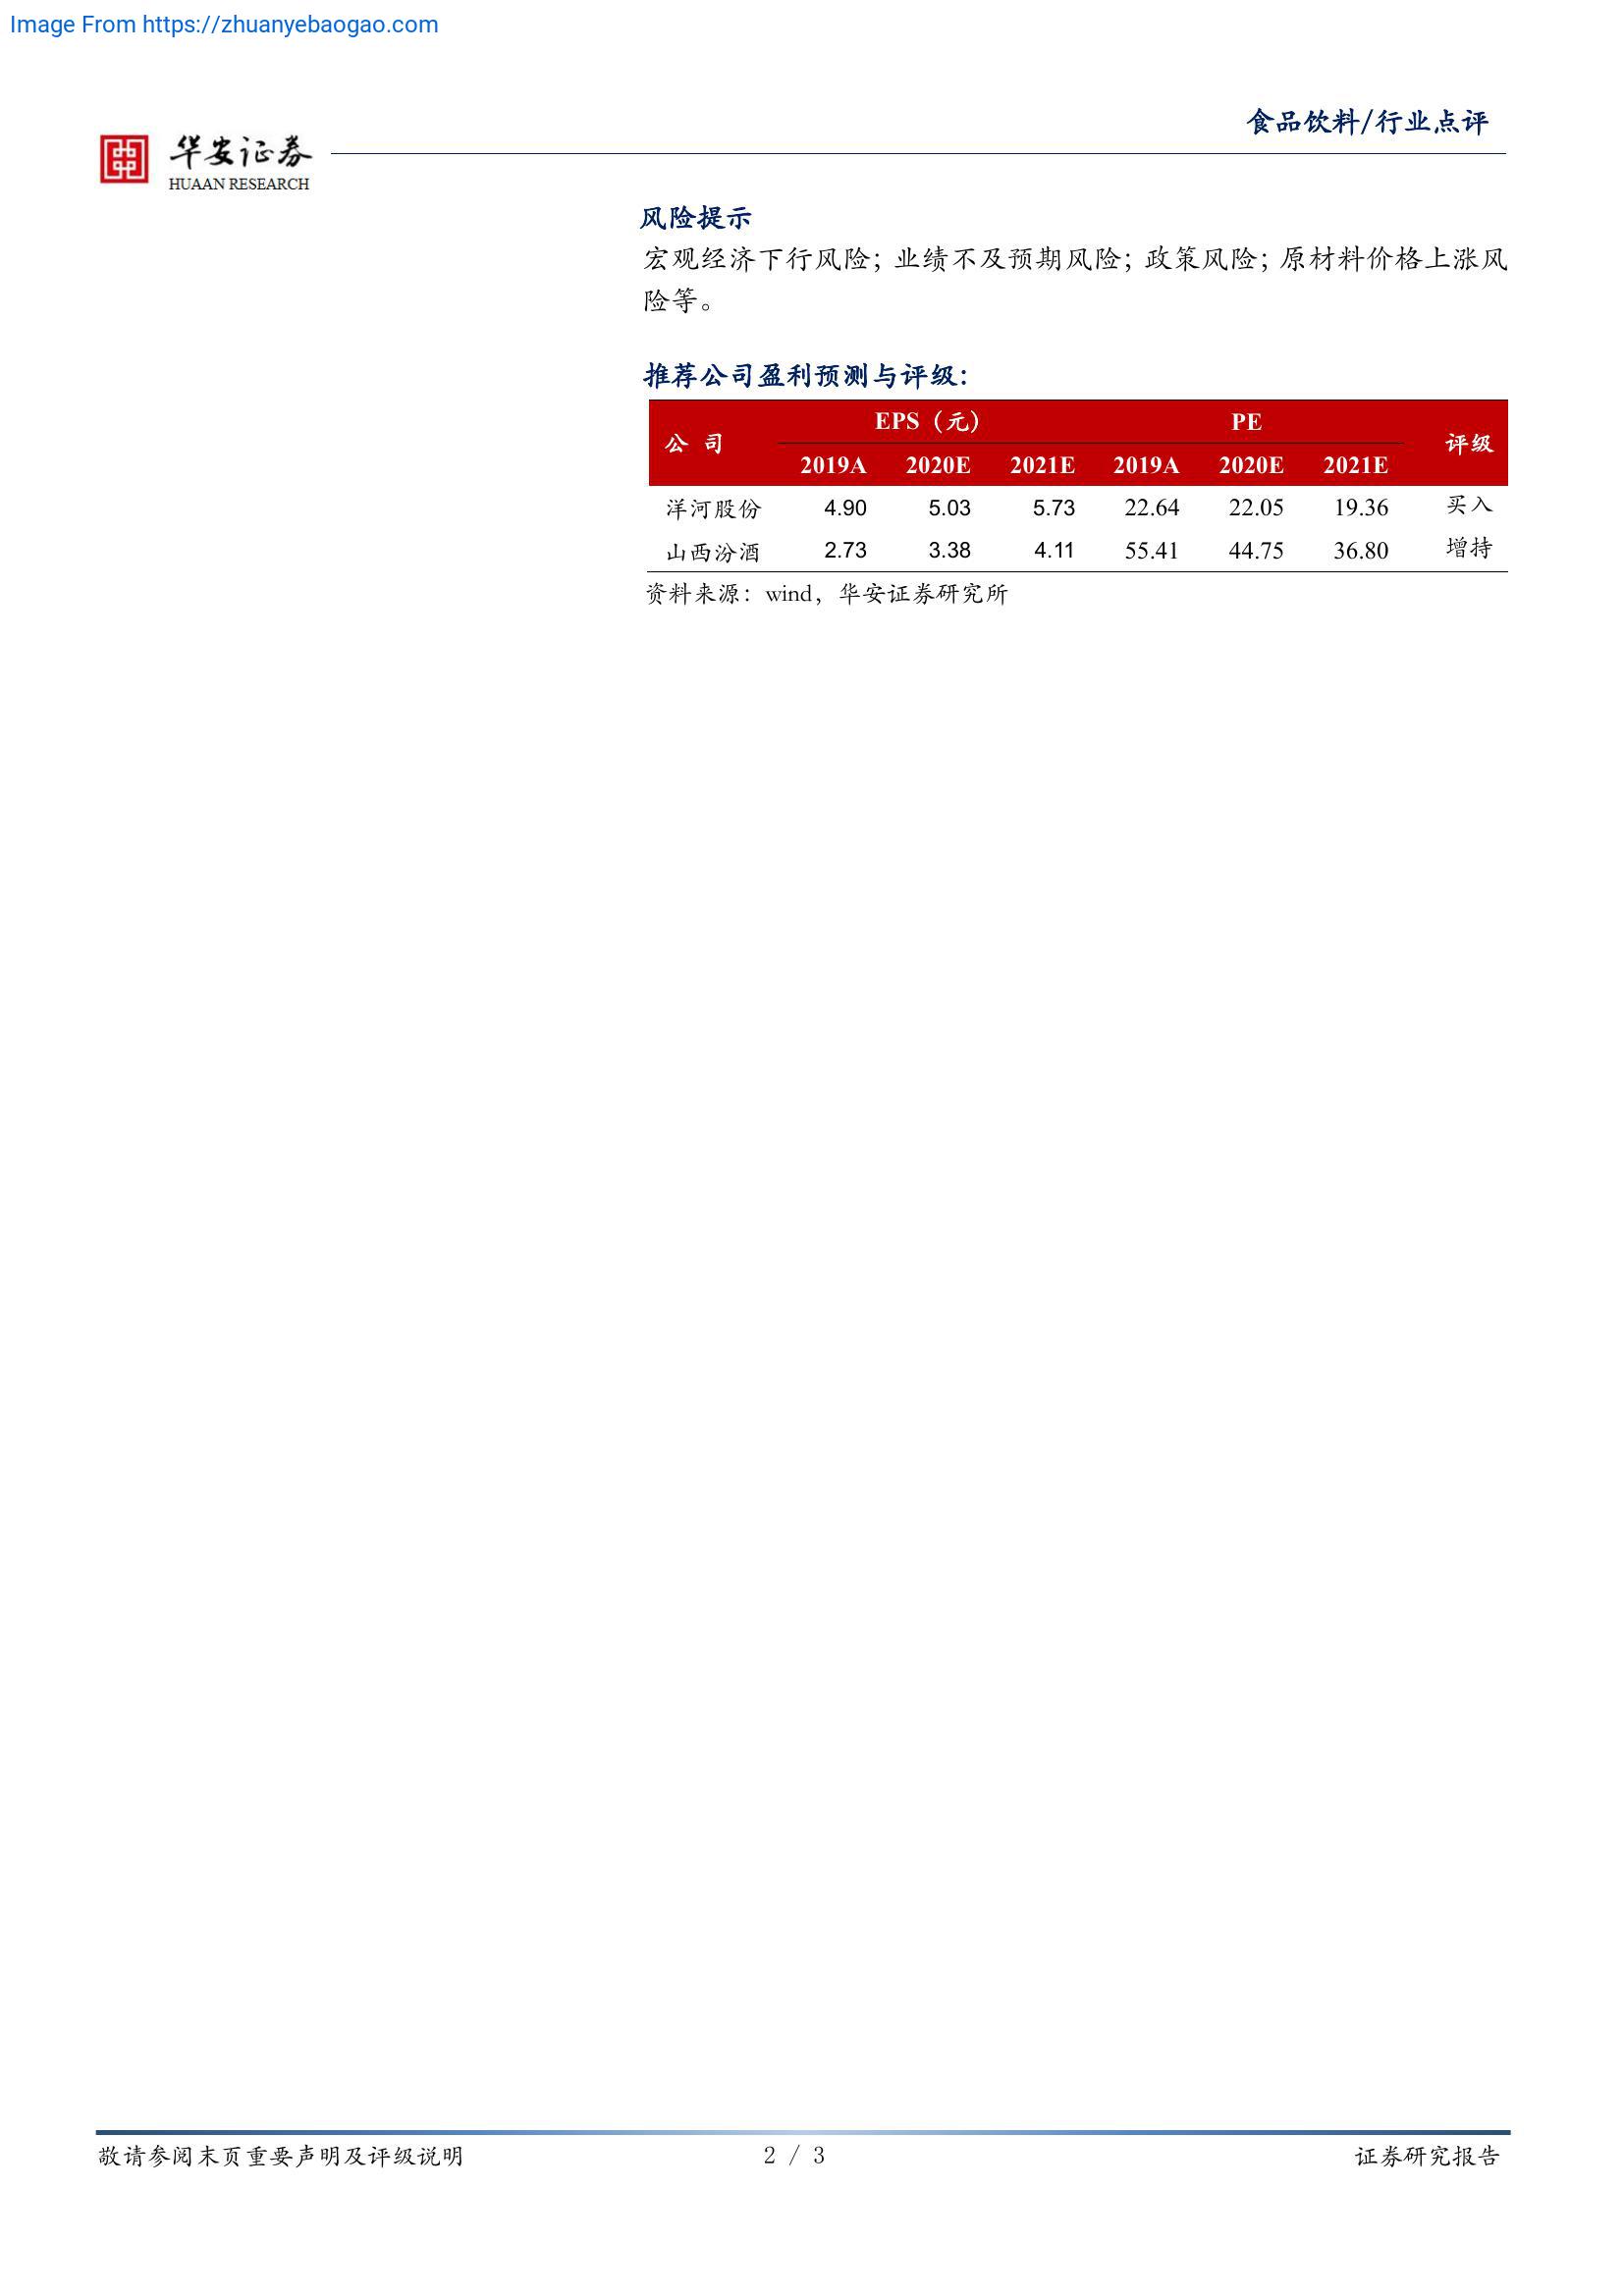 Image From https://zhuanyebaogao.com
食品饮料/行业点评
华安证券
HUAAN RESEARCH
风险提示
宏观经济下行风险；业绩不及预期风险；政策风险；原材料价格上涨风
险等。
推荐公司盈利预测与评级：
公 司 EPS（元） PE 评级
2019A 2020E 2021E 2019A 2020E 2021E
洋河股份 4.90 5.03 5.73 22.64 22.05 19.36 买入
山西汾酒 2.73 3.38 4.11 55.41 44.75 36.80 增持
资料来源：wind，华安证券研究所
敬请参阅末页重要声明及评级说明 2 / 3 证券研究报告